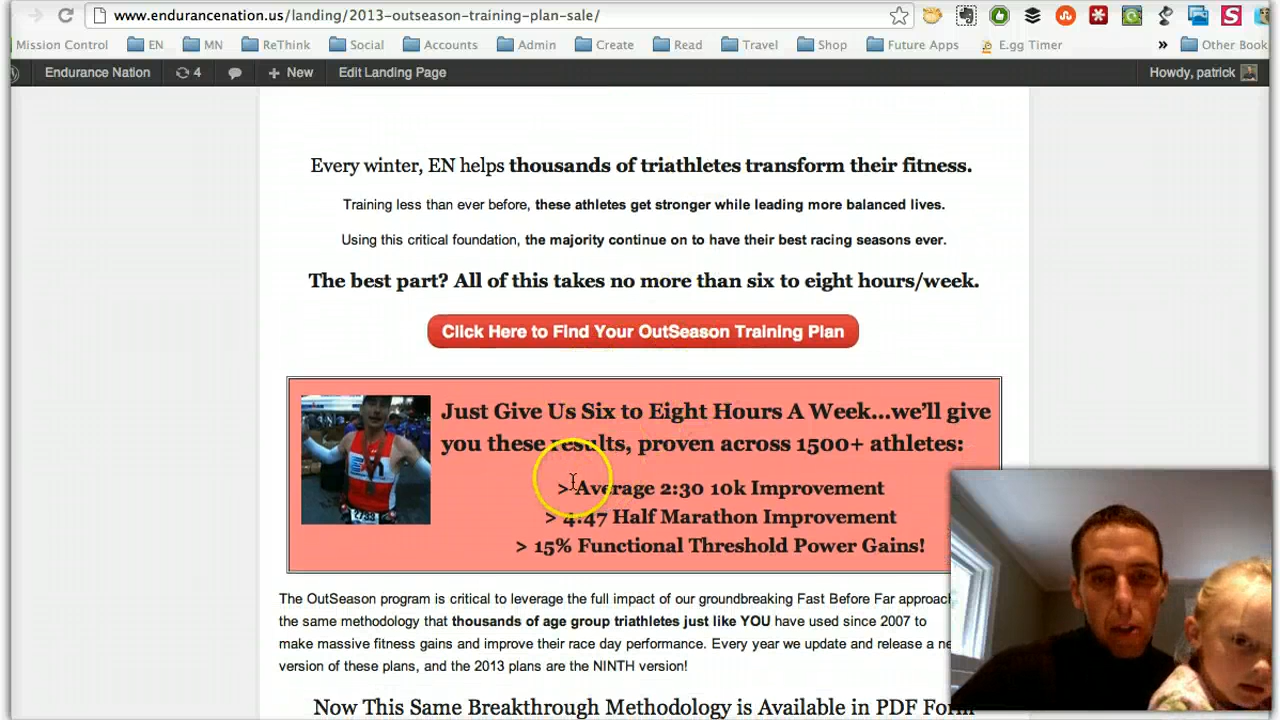 www.endurancenation.us/landing/2013-outseason-training-plan-sale/
Mission Control EN MN ReThink Social Accounts Admin Create Read Travel Shop Future Apps E.gg Timer » Other Book
Endurance Nation 4 + New Edit Landing Page Howdy, patrick
Every winter, EN helps thousands of triathletes transform their fitness.
Training less than ever before, these athletes get stronger while leading more balanced lives.
Using this critical foundation, the majority continue on to have their best racing seasons ever.
The best part? All of this takes no more than six to eight hours/week.
Click Here to Find Your OutSeason Training Plan
Just Give Us Six to Eight Hours A Week...we'll give
you these results, proven across 1500+ athletes:
> Average 2:30 10k Improvement
> 4:47 Half Marathon Improvement
> 15% Functional Threshold Power Gains!
The OutSeason program is critical to leverage the full impact of our groundbreaking Fast Before Far approac
the same methodology that thousands of age group triathletes just like YOU have used since 2007 to
make massive fitness gains and improve their race day performance. Every year we update and release a ne
version of these plans, and the 2013 plans are the NINTH version!
Now This Same Breakthrough Methodology is Available in PDF Form